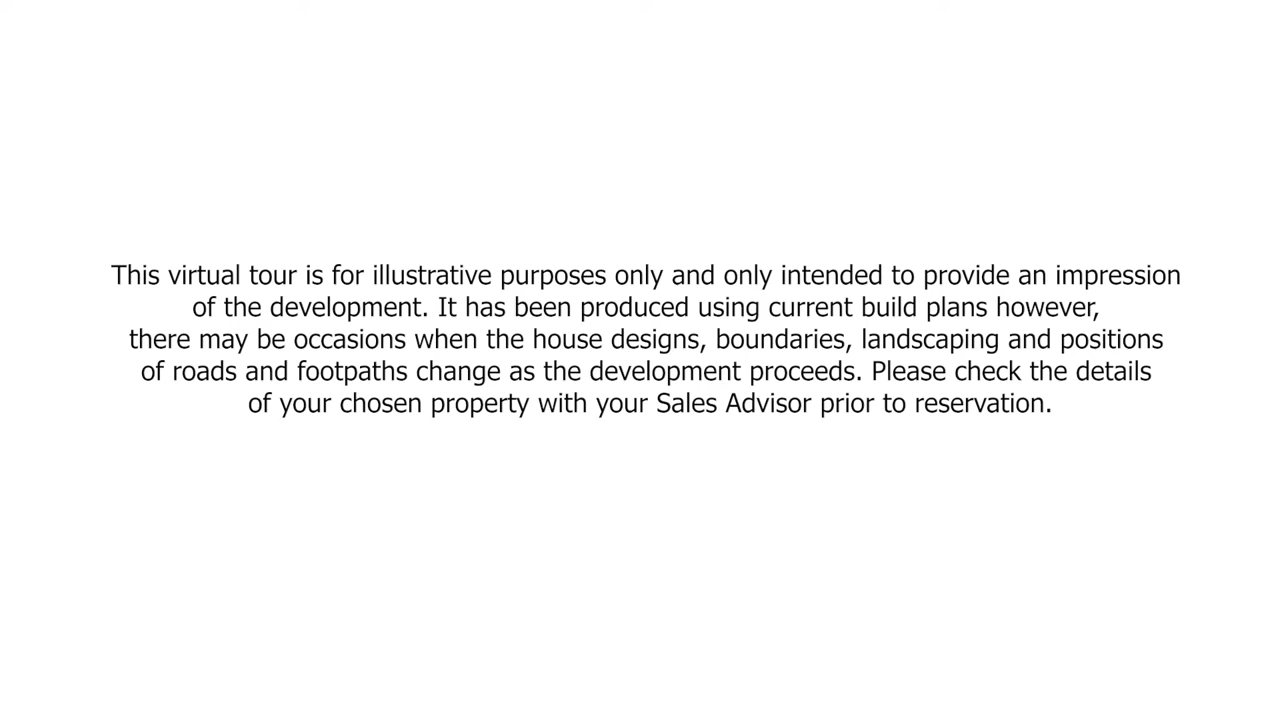 This virtual tour is for illustrative purposes only and only intended to provide an impression
of the development. It has been produced using current build plans however,
there may be occasions when the house designs, boundaries, landscaping and positions
of roads and footpaths change as the development proceeds. Please check the details
of your chosen property with your Sales Advisor prior to reservation.